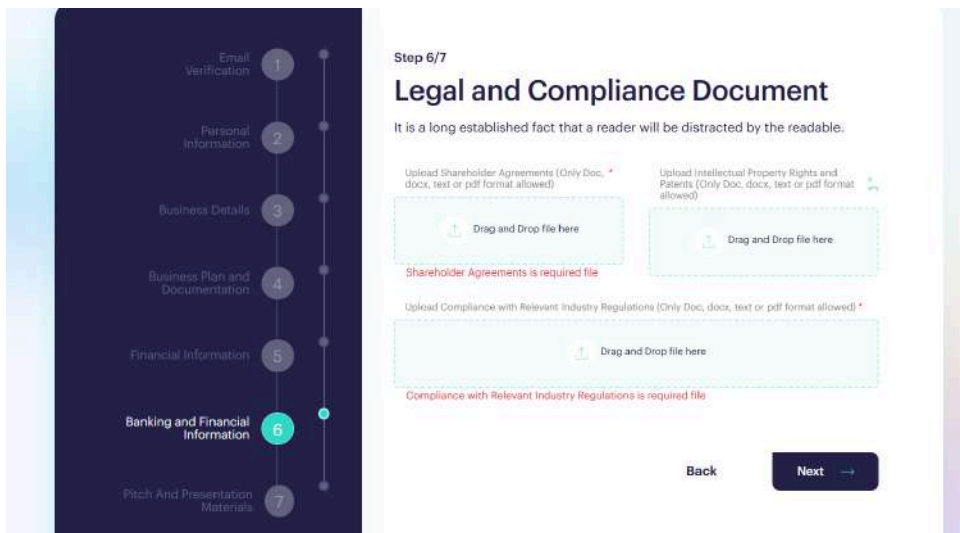 Email
Verification
1
Personal
Information
2
Business Details
3
Business Plan and
Documentation
4
Financial Information
5
Banking and Financial
Information
6
Pitch And Presentation
Materials
7
Step 6/7
Legal and Compliance Document
It is a long established fact that a reader will be distracted by the readable.
Upload Shareholder Agreements (Only Doc, *
docx, text or pdf format allowed)
Drag and Drop file here
Shareholder Agreements is required file
Upload Intellectual Property Rights and
Patents (Only Doc, docx, text or pdf format
allowed)
Drag and Drop file here
Upload Compliance with Relevant Industry Regulations (Only Doc, docx, text or pdf format allowed) *
Drag and Drop file here
Compliance with Relevant Industry Regulations is required file
Back
Next →